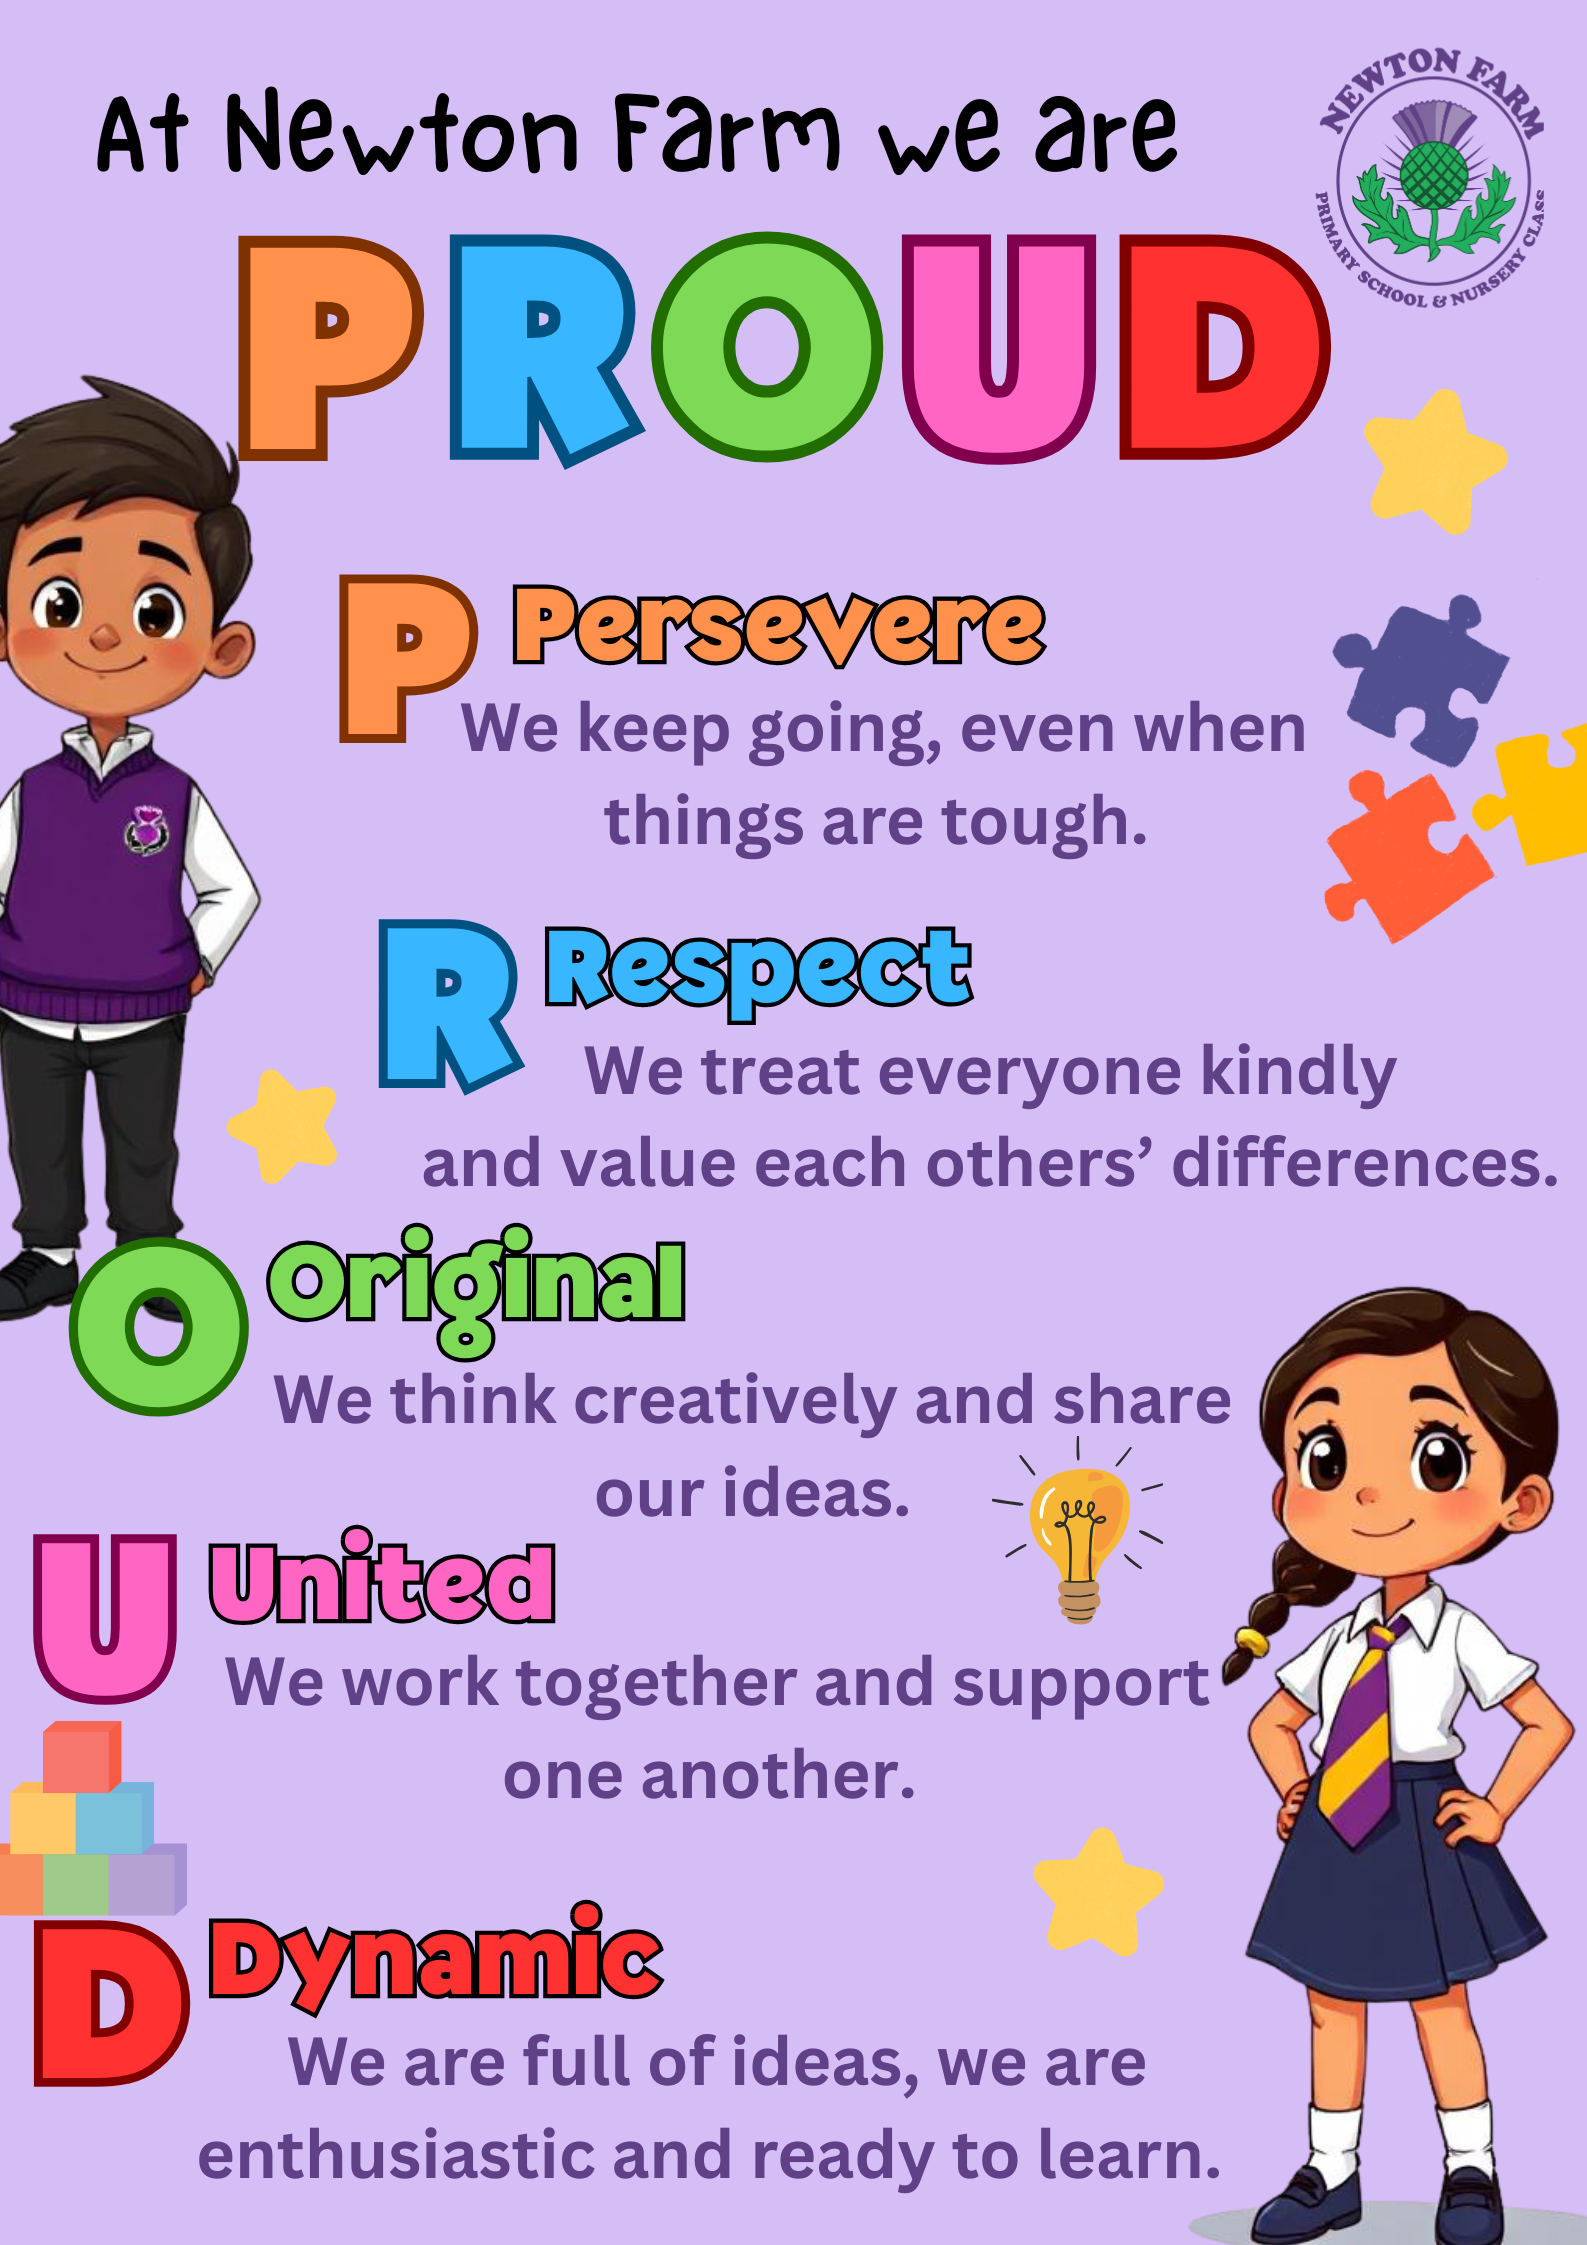 At Newton Farm we are
NEWTON FARM
PRIMARY SCHOOL & NURSERY CLASS
PROUD
P Persevere
We keep going, even when
things are tough.
R Respect
We treat everyone kindly
and value each others’ differences.
O Original
We think creatively and share
our ideas.
U United
We work together and support
one another.
D Dynamic
We are full of ideas, we are
enthusiastic and ready to learn.